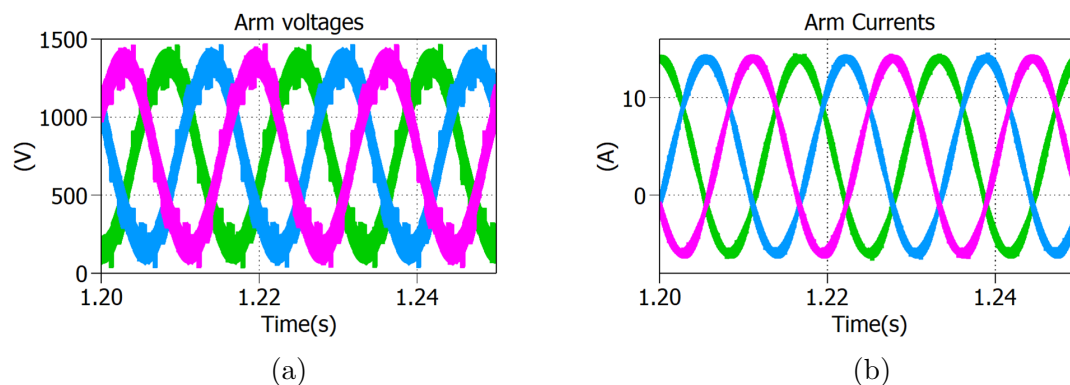 Arm voltages
1500
1000
500
0
(V)
1.20
1.22
1.24
Time(s)
(a)
Arm Currents
10
0
(A)
1.20
1.22
1.24
Time(s)
(b)